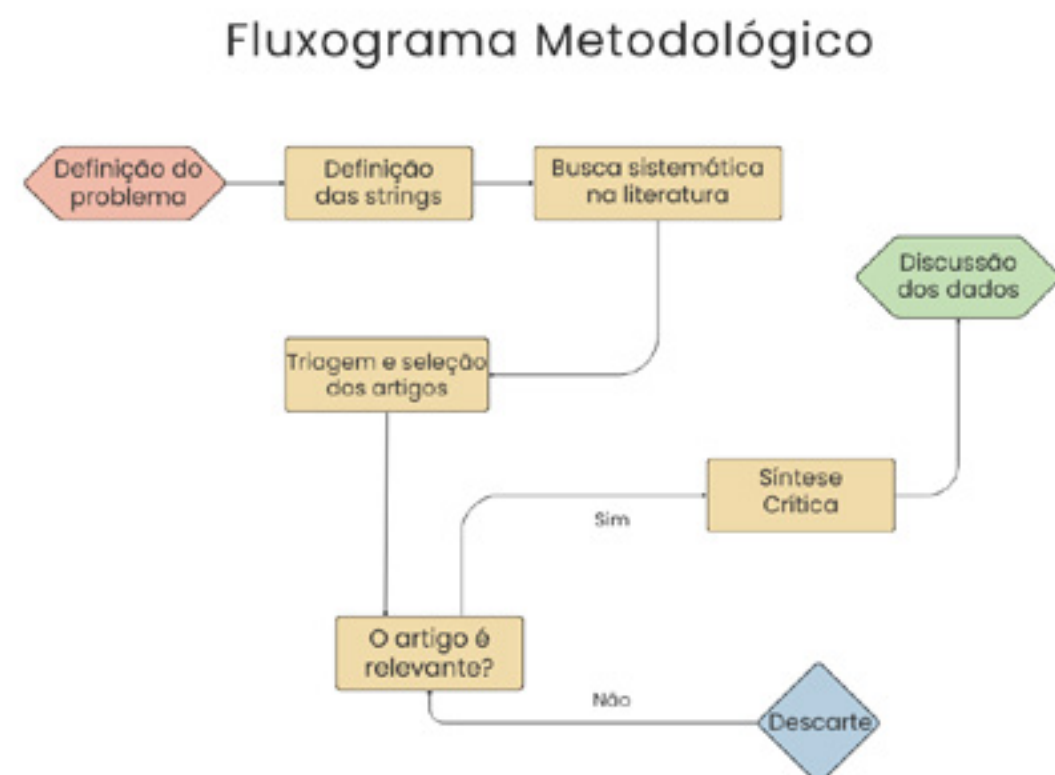 Fluxograma Metodológico
Definição do
problema
Definição
das strings
Busca sistemática
na literatura
Discussão
dos dados
Triagem e seleção
dos artigos
Síntese
Crítica
Sim
O artigo é
relevante?
Não
Descarte